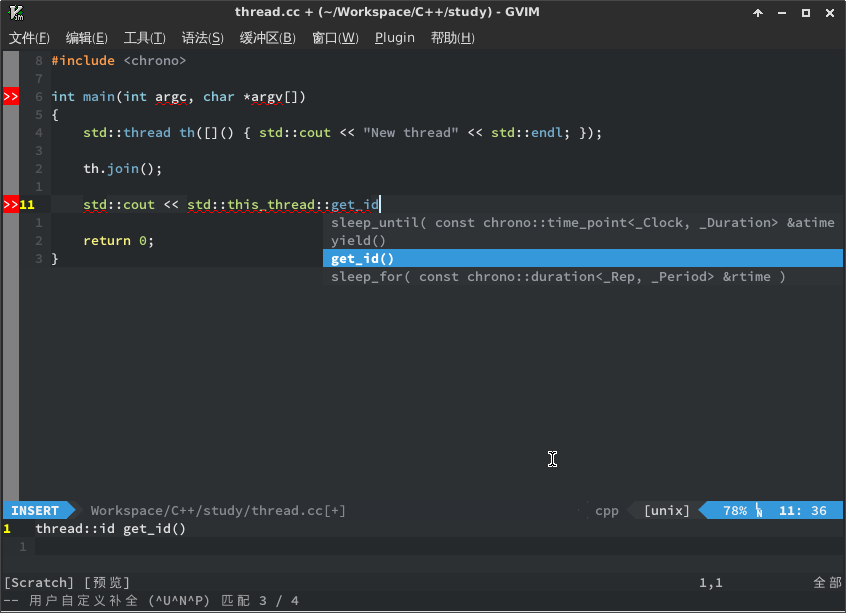 thread.cc + (~/Workspace/C++/study) - GVIM
文件(F) 编辑(E) 工具(T) 语法(S) 缓冲区(B) 窗口(W) Plugin 帮助(H)
8 #include <chrono>
7
>> 6 int main(int argc, char *argv[])
5 {
4 std::thread th([]() { std::cout << "New thread" << std::endl; });
3
2 th.join();
1
>>11 std::cout << std::this_thread::get_id
1 sleep_until( const chrono::time_point<_Clock, _Duration> &atime
2 return 0; yield()
3 } get_id()
sleep_for( const chrono::duration<_Rep, _Period> &rtime )
INSERT Workspace/C++/study/thread.cc[+] cpp [unix] 78% 11: 36
1 thread::id get_id()
1
[Scratch] [预览] 1,1 全部
-- 用户自定义补全 (^U^N^P) 匹配 3 / 4